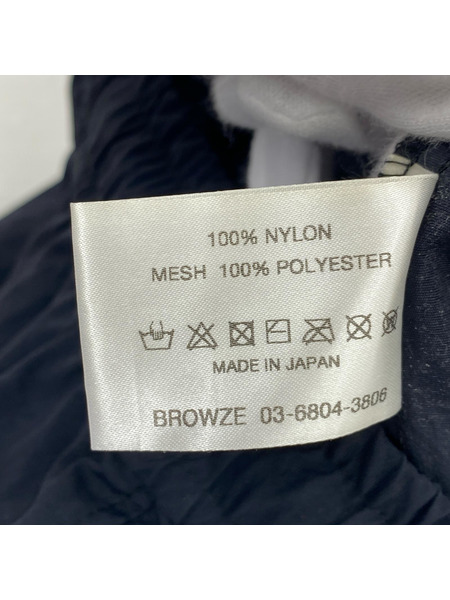 100% NYLON
MESH 100% POLYESTER
MADE IN JAPAN
BROWZE 03-6804-3806